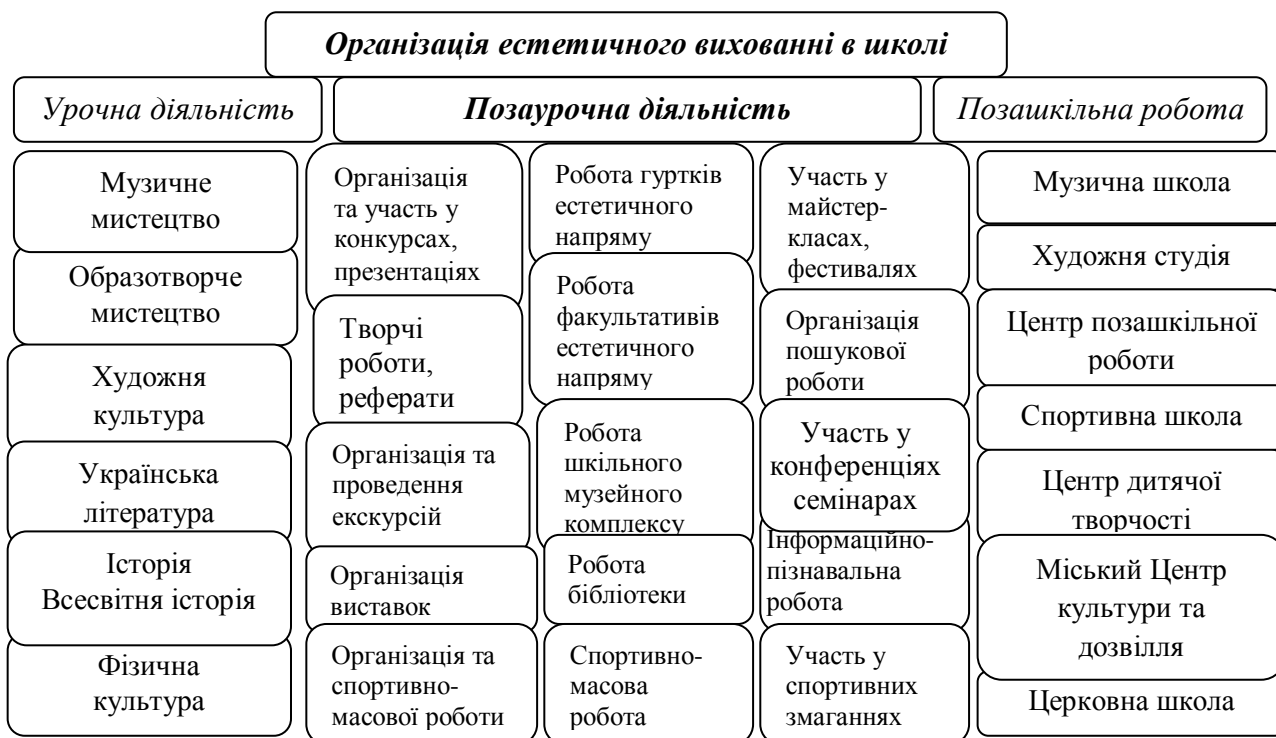 Організація естетичного вихованні в школі
Урочна діяльність
Позаурочна діяльність
Позашкільна робота
Музичне
мистецтво
Образотворче
мистецтво
Художня
культура
Українська
література
Історія
Всесвітня історія
Фізична
культура
Організація
та участь у
конкурсах,
презентаціях
Творчі
роботи,
реферати
Організація та
проведення
екскурсій
Організація
виставок
Організація та
спортивно-
масової роботи
Робота гуртків
естетичного
напряму
Робота
факультативів
естетичного
напряму
Робота
шкільного
музейного
комплексу
Робота
бібліотеки
Спортивно-
масова
робота
Участь у
майстер-
класах,
фестивалях
Організація
пошукової
роботи
Участь у
конференціях
семінарах
Інформаційно-
пізнавальна
робота
Участь у
спортивних
змаганнях
Музична школа
Художня студія
Центр позашкільної
роботи
Спортивна школа
Центр дитячої
творчості
Міський Центр
культури та
дозвілля
Церковна школа